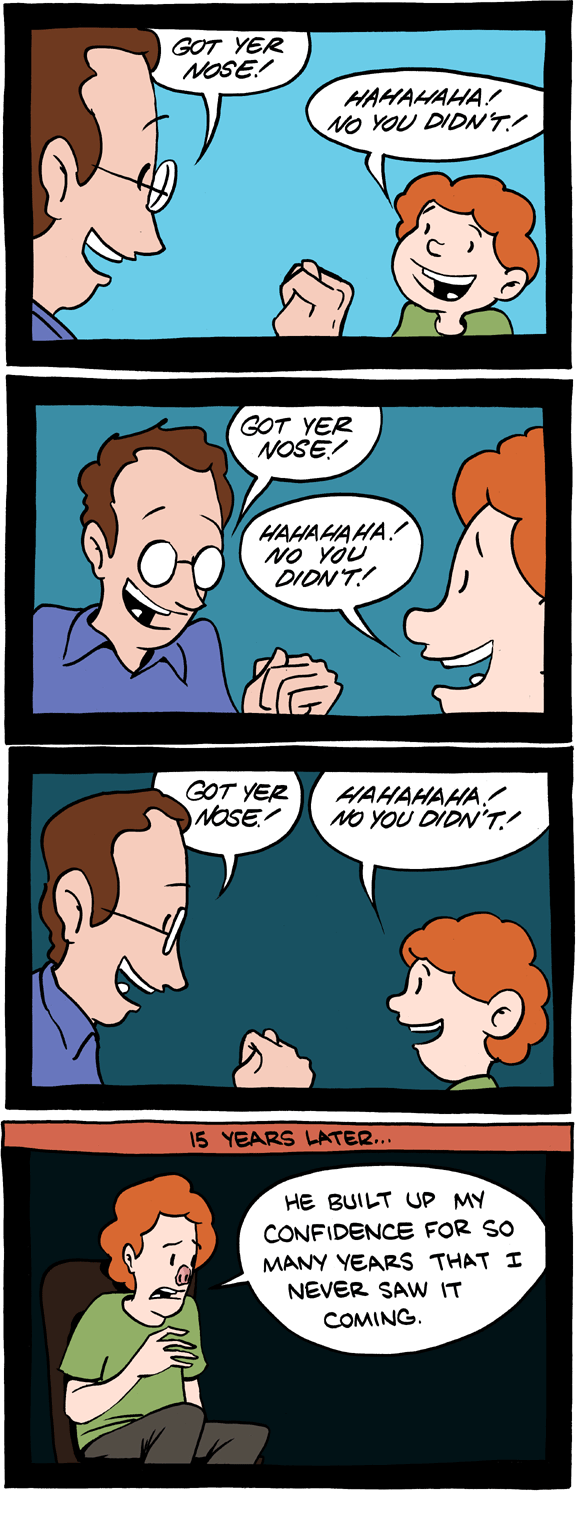 GOT YER
NOSE!
HAHAHAHA!
NO YOU DIDN'T!
GOT YER
NOSE!
HAHAHAHA!
NO YOU
DIDN'T!
GOT YER
NOSE!
HAHAHAHA!
NO YOU DIDN'T!
15 YEARS LATER...
HE BUILT UP MY
CONFIDENCE FOR SO
MANY YEARS THAT I
NEVER SAW IT
COMING.